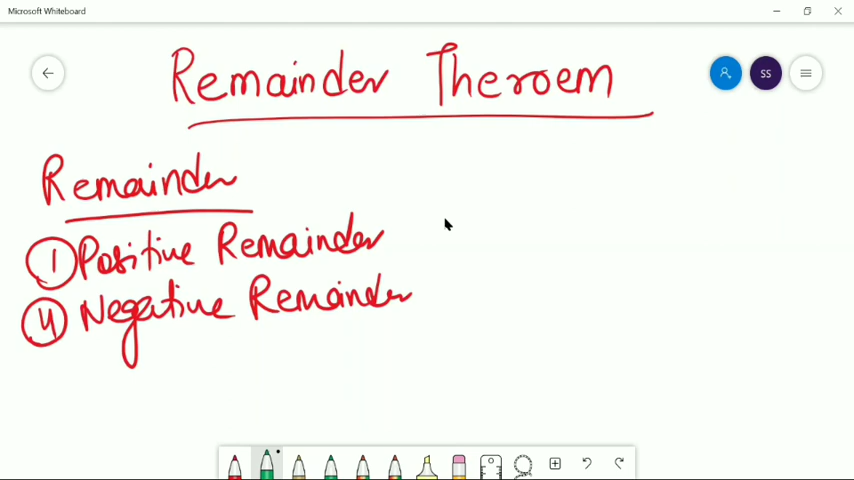 Microsoft Whiteboard
Remainder Theroem
SS
Remainder
1 Positive Remainder
4 Negative Remainder